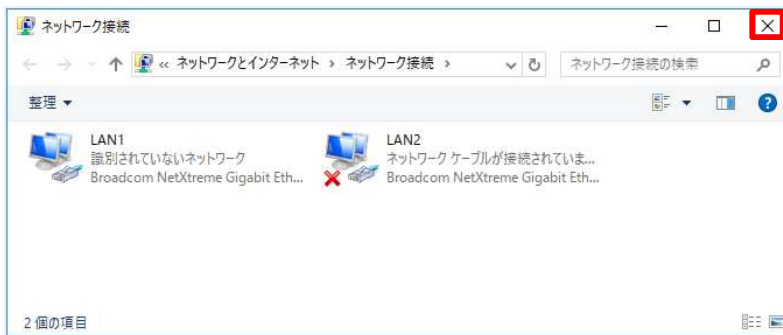 ネットワーク接続
« ネットワークとインターネット › ネットワーク接続 ›
ネットワーク接続の検索
整理 ▼
LAN1
識別されていないネットワーク
Broadcom NetXtreme Gigabit Eth...
LAN2
ネットワーク ケーブルが接続されていま...
Broadcom NetXtreme Gigabit Eth...
2 個の項目